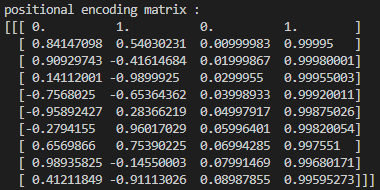 positional encoding matrix :
[[[ 0.          1.          0.          1.        ]
  [ 0.84147098  0.54030231  0.00999983  0.99995   ]
  [ 0.90929743 -0.41614684  0.01999867  0.99980001]
  [ 0.14112001 -0.9899925   0.0299955   0.99955003]
  [-0.7568025  -0.65364362  0.03998933  0.99920011]
  [-0.95892427  0.28366219  0.04997917  0.99875026]
  [-0.2794155   0.96017029  0.05996401  0.99820054]
  [ 0.6569866   0.75390225  0.06994285  0.997551  ]
  [ 0.98935825 -0.14550003  0.07991469  0.99680171]
  [ 0.41211849 -0.91113026  0.08987855  0.99595273]]]